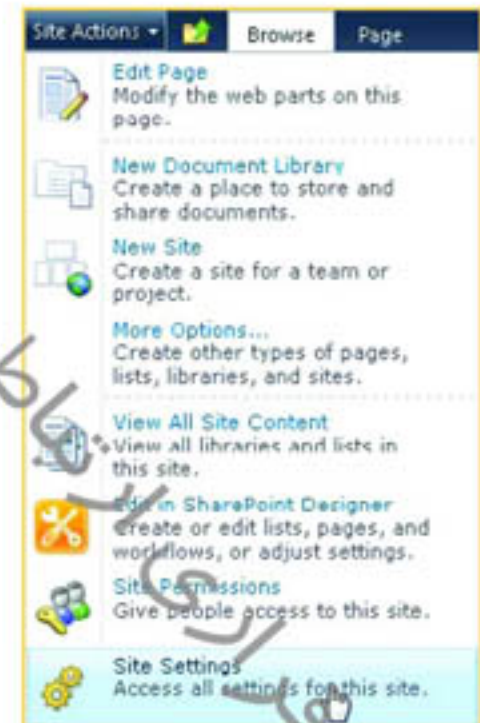 Site Actions Browse Page
Edit Page
Modify the web parts on this
page.
New Document Library
Create a place to store and
share documents.
New Site
Create a site for a team or
project.
More Options...
Create other types of pages,
lists, libraries, and sites.
View All Site Content
View all libraries and lists in
this site.
Edit in SharePoint Designer
Create or edit lists, pages, and
workflows, or adjust settings.
Site Permissions
Give people access to this site.
Site Settings
Access all settings for this site.